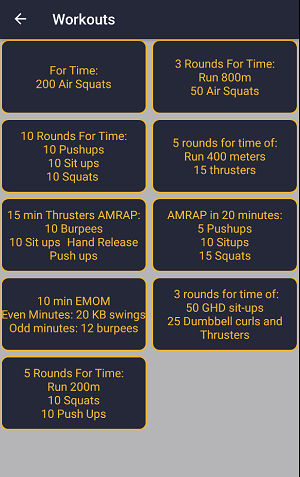 Workouts
For Time:
200 Air Squats
3 Rounds For Time:
Run 800m
50 Air Squats
10 Rounds For Time:
10 Pushups
10 Sit ups
10 Squats
5 rounds for time of:
Run 400 meters
15 thrusters
15 min Thrusters AMRAP:
10 Burpees
10 Sit ups  Hand Release
Push ups
AMRAP in 20 minutes:
5 Pushups
10 Situps
15 Squats
10 min EMOM
Even Minutes: 20 KB swings
Odd minutes: 12 burpees
3 rounds for time of:
50 GHD sit-ups
25 Dumbbell curls and
Thrusters
5 Rounds For Time:
Run 200m
10 Squats
10 Push Ups